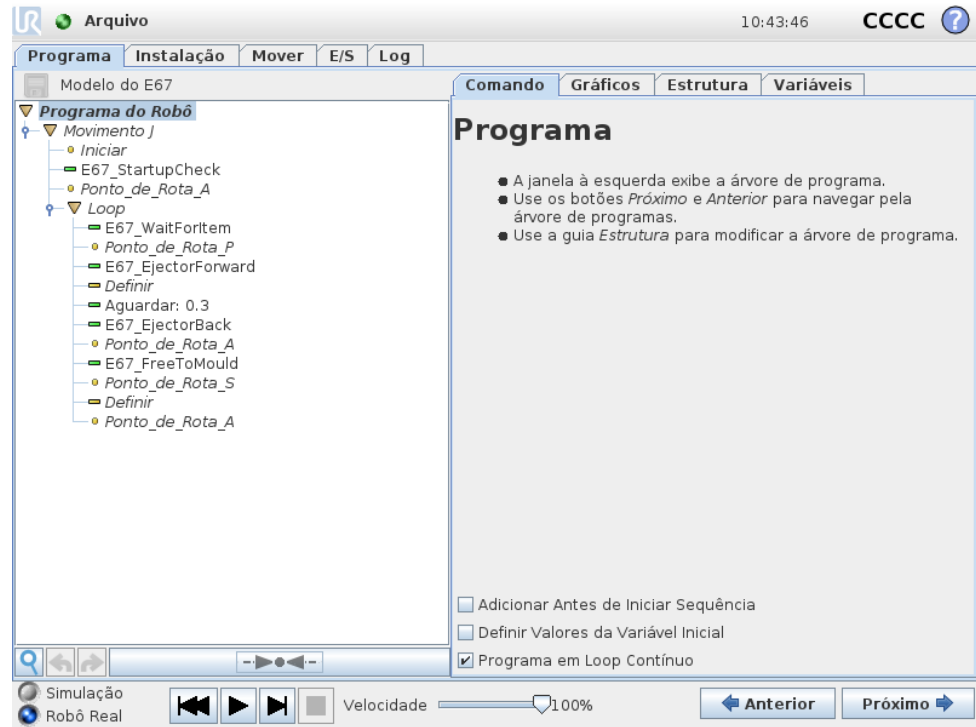 Arquivo
10:43:46
CCCC
?
Programa
Instalação
Mover
E/S
Log
Modelo do E67
Programa do Robô
Movimento J
Iniciar
E67_StartupCheck
Ponto_de_Rota_A
Loop
E67_WaitForItem
Ponto_de_Rota_P
E67_EjectorForward
Definir
Aguardar: 0.3
E67_EjectorBack
Ponto_de_Rota_A
E67_FreeToMould
Ponto_de_Rota_S
Definir
Ponto_de_Rota_A
Comando
Gráficos
Estrutura
Variáveis
Programa
A janela à esquerda exibe a árvore de programa.
Use os botões Próximo e Anterior para navegar pela
árvore de programas.
Use a guia Estrutura para modificar a árvore de programa.
Adicionar Antes de Iniciar Sequência
Definir Valores da Variável Inicial
Programa em Loop Contínuo
Simulação
Robô Real
Velocidade
100%
Anterior
Próximo